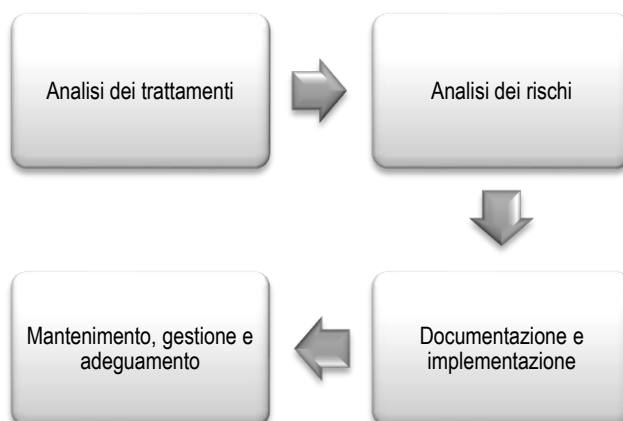 Analisi dei trattamenti
Analisi dei rischi
Documentazione e
implementazione
Mantenimento, gestione e
adeguamento